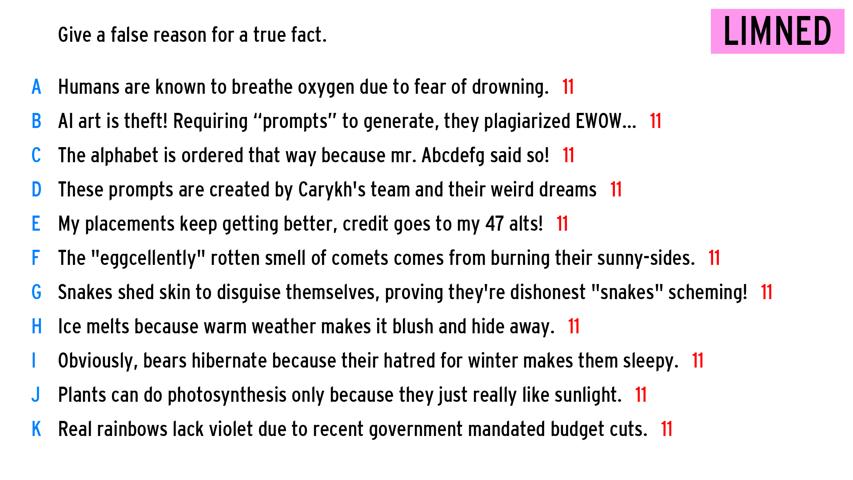 Give a false reason for a true fact.
LIMNED
A Humans are known to breathe oxygen due to fear of drowning. 11
B AI art is theft! Requiring “prompts” to generate, they plagiarized EWOW... 11
C The alphabet is ordered that way because mr. Abcdefg said so! 11
D These prompts are created by Carykh's team and their weird dreams 11
E My placements keep getting better, credit goes to my 47 alts! 11
F The "eggcellently" rotten smell of comets comes from burning their sunny-sides. 11
G Snakes shed skin to disguise themselves, proving they're dishonest "snakes" scheming! 11
H Ice melts because warm weather makes it blush and hide away. 11
I Obviously, bears hibernate because their hatred for winter makes them sleepy. 11
J Plants can do photosynthesis only because they just really like sunlight. 11
K Real rainbows lack violet due to recent government mandated budget cuts. 11